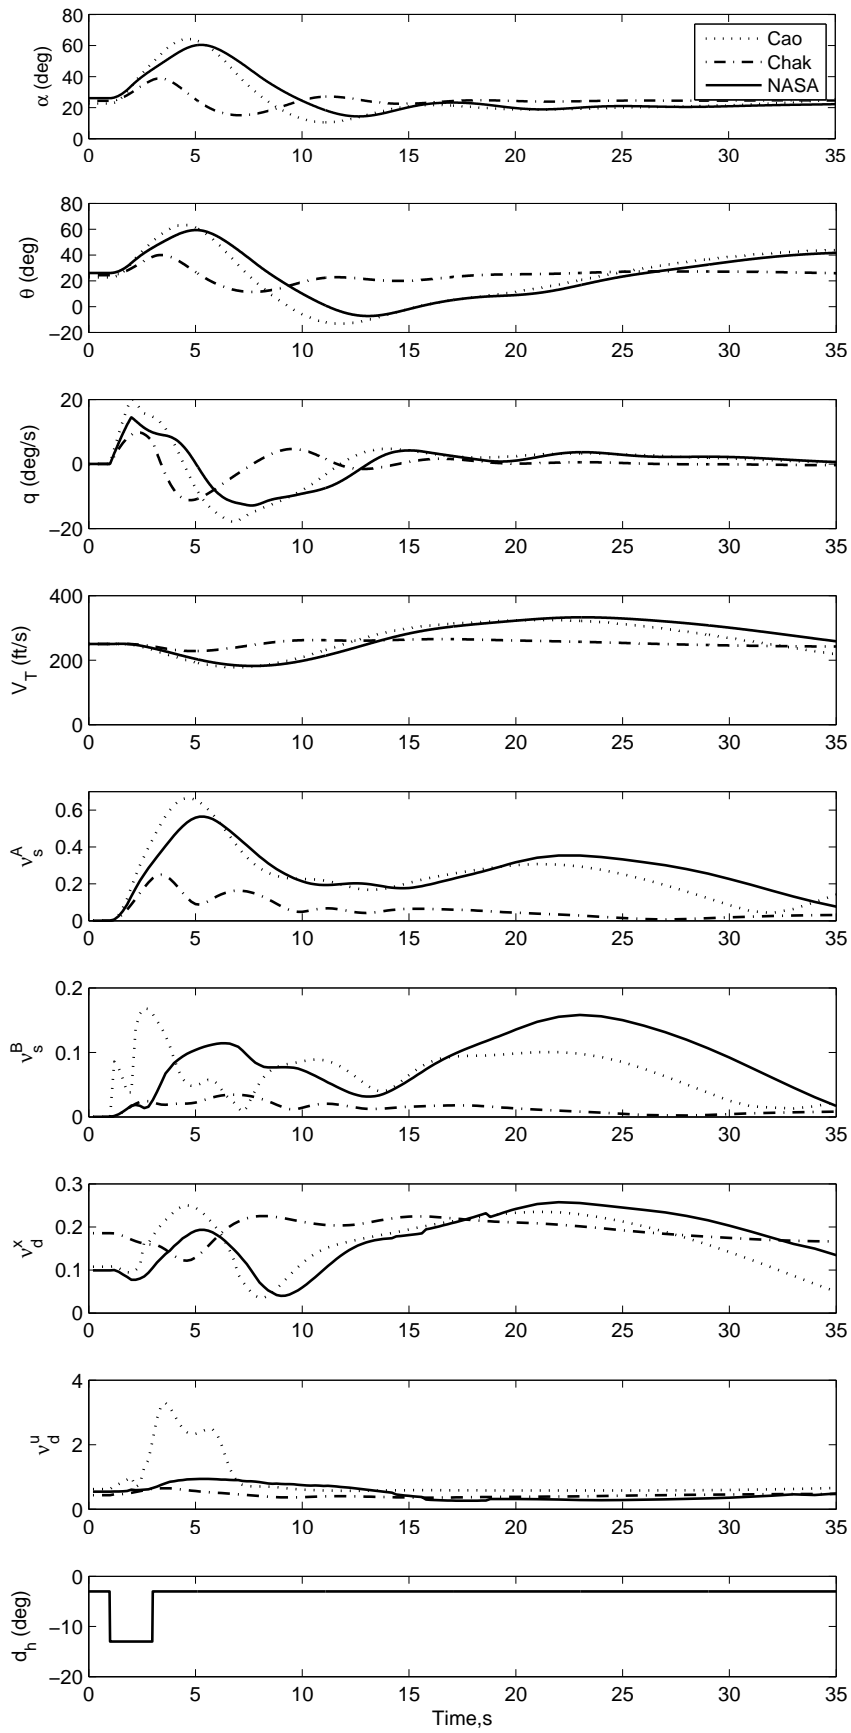 80
60
40
20
0
α (deg)
Cao
Chak
NASA
0 5 10 15 20 25 30 35
80
60
40
20
0
−20
θ (deg)
0 5 10 15 20 25 30 35
20
0
−20
q (deg/s)
0 5 10 15 20 25 30 35
400
200
0
V_T (ft/s)
0 5 10 15 20 25 30 35
0.6
0.4
0.2
0
ν_s^A
0 5 10 15 20 25 30 35
0.2
0.1
0
ν_s^B
0 5 10 15 20 25 30 35
0.3
0.2
0.1
0
ν_d^x
0 5 10 15 20 25 30 35
4
2
0
ν_d^u
0 5 10 15 20 25 30 35
0
−10
−20
d_h (deg)
0 5 10 15 20 25 30 35
Time,s